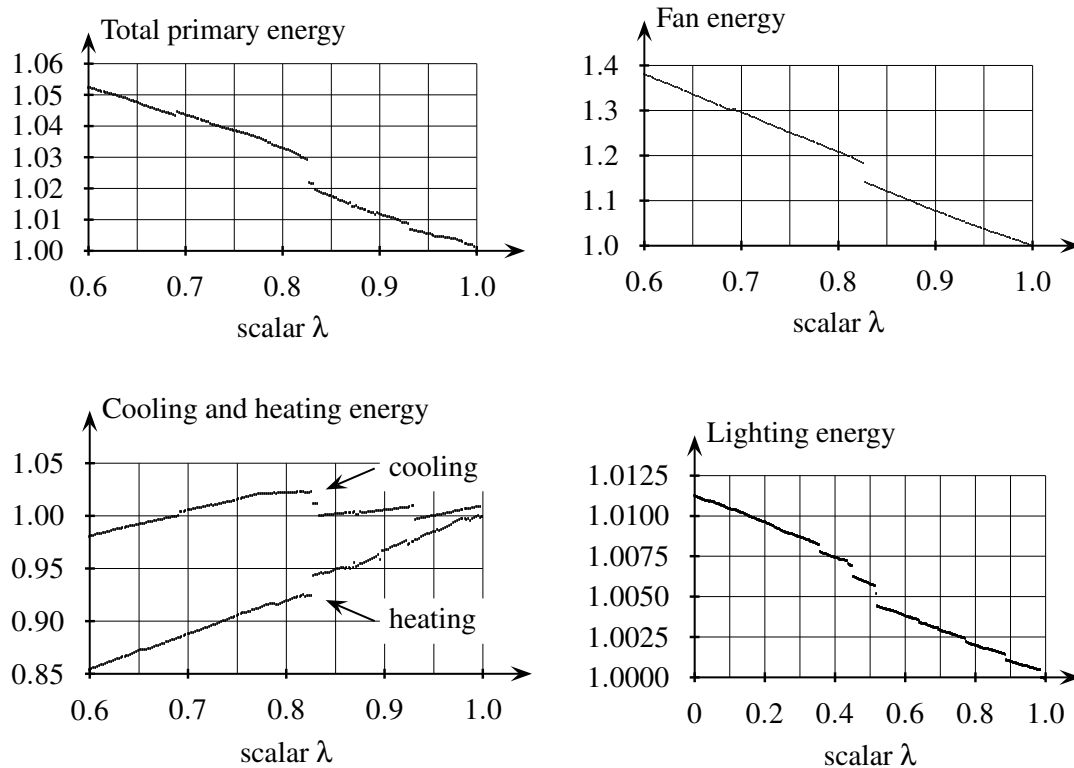 Total primary energy
1.06
1.05
1.04
1.03
1.02
1.01
1.00
0.6 0.7 0.8 0.9 1.0
scalar λ
Fan energy
1.4
1.3
1.2
1.1
1.0
0.6 0.7 0.8 0.9 1.0
scalar λ
Cooling and heating energy
1.05
1.00
0.95
0.90
0.85
cooling
heating
0.6 0.7 0.8 0.9 1.0
scalar λ
Lighting energy
1.0125
1.0100
1.0075
1.0050
1.0025
1.0000
0 0.2 0.4 0.6 0.8 1.0
scalar λ